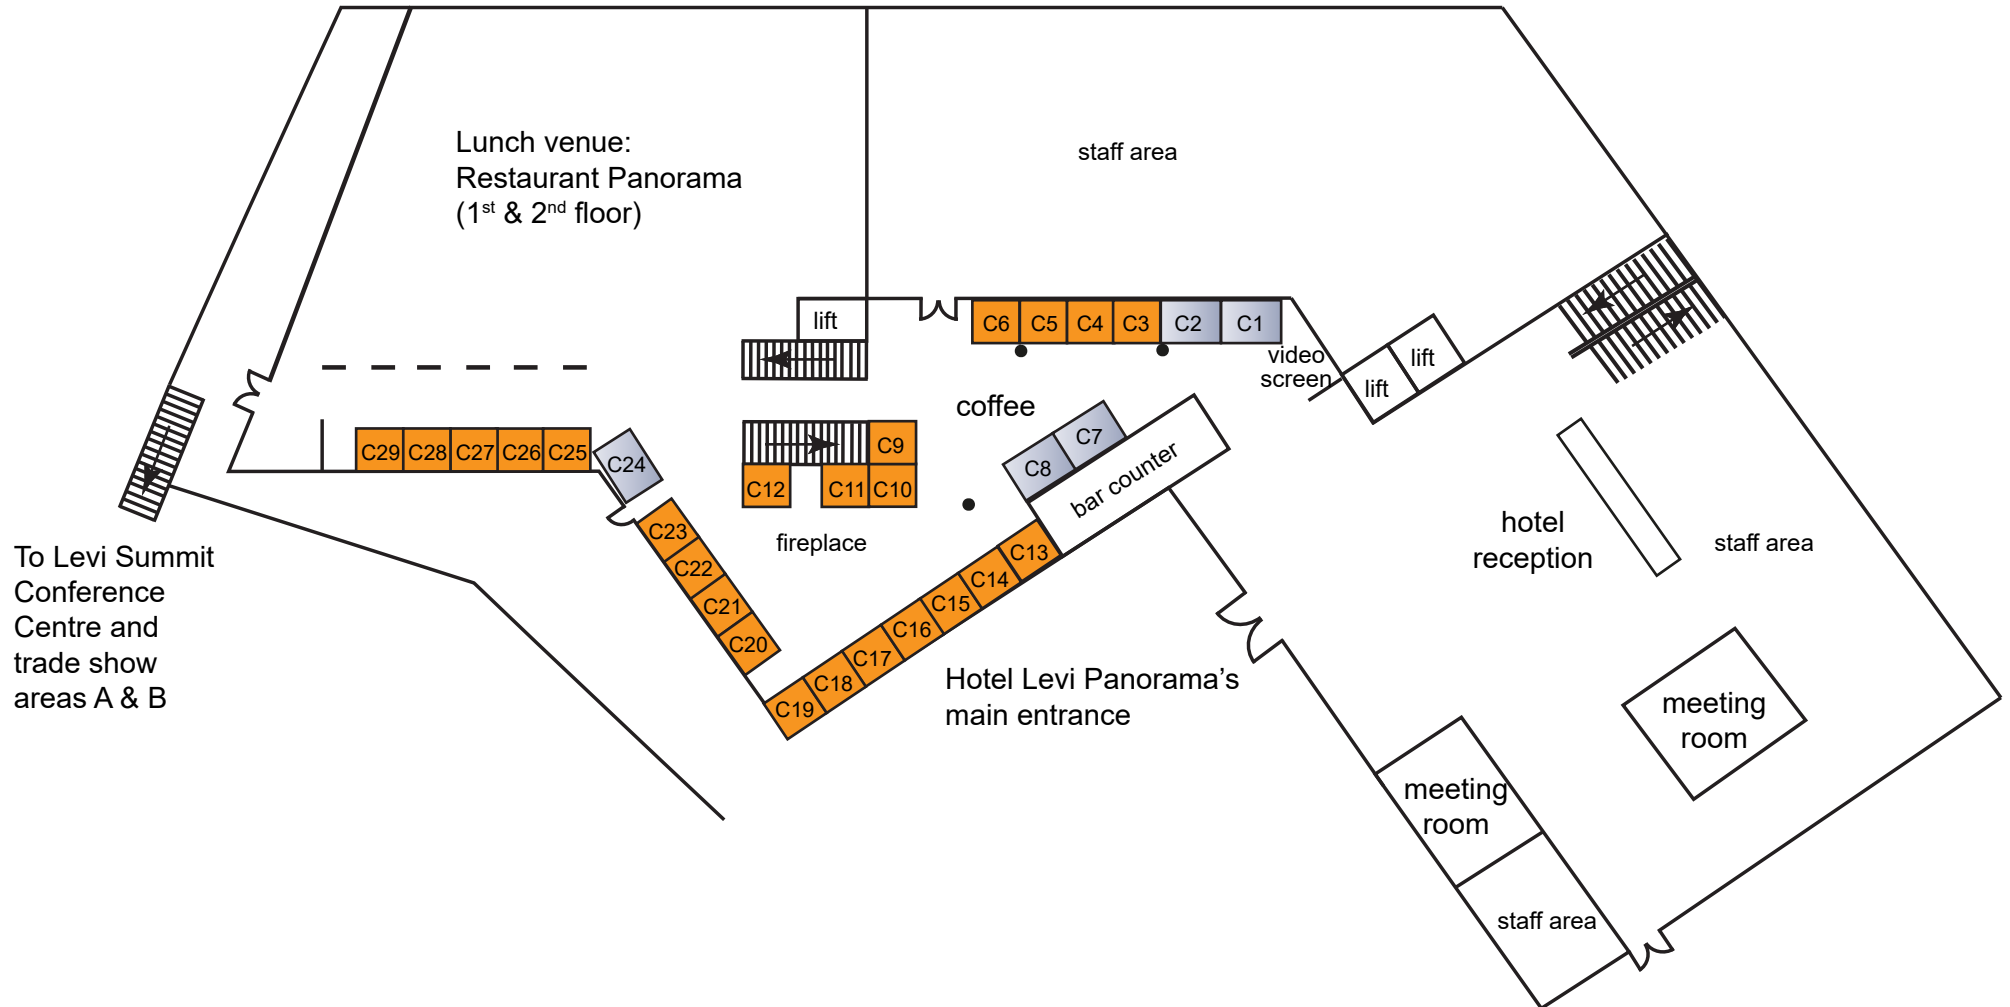 Lunch venue:
Restaurant Panorama
(1st & 2nd floor)
staff area
lift
C6 C5 C4 C3 C2 C1
video
screen
lift
lift
coffee
C29 C28 C27 C26 C25
C24
C9
C12
C11 C10
C7
C8
bar counter
fireplace
C23
C22
C21
C20
C13
C14
C15
C16
C17
C18
C19
hotel
reception
staff area
To Levi Summit
Conference
Centre and
trade show
areas A & B
Hotel Levi Panorama’s
main entrance
meeting
room
meeting
room
staff area